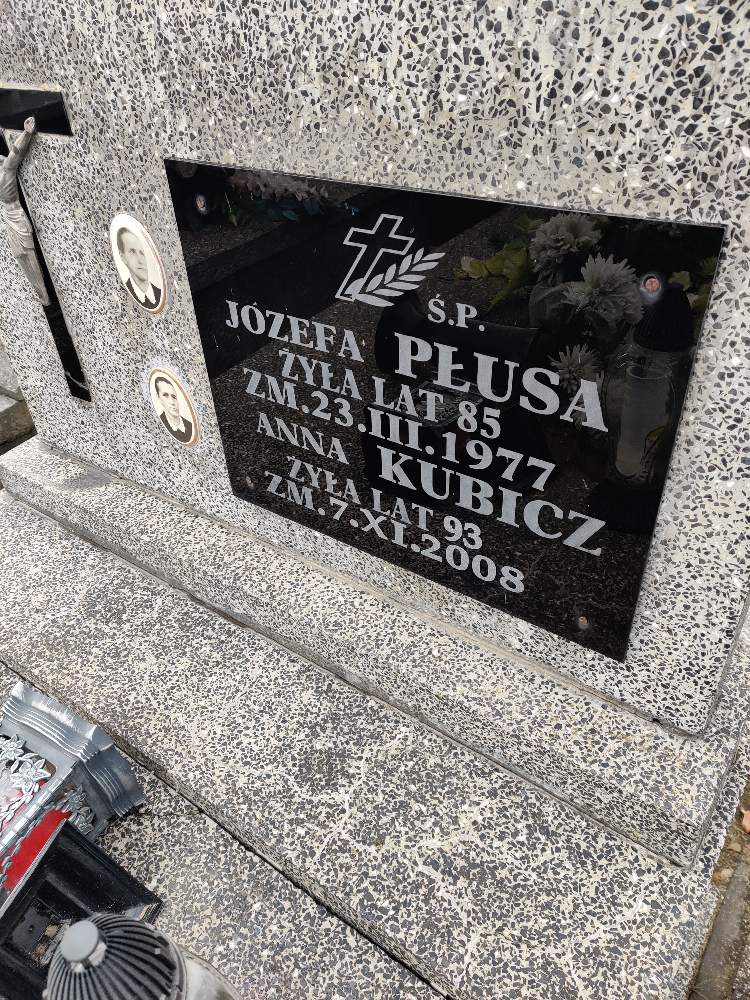 Ś.P.
JÓZEFA PŁUSA
ŻYŁA LAT 85
ZM.23.III.1977
ANNA KUBICZ
ŻYŁA LAT 93
ZM.7.XI.2008